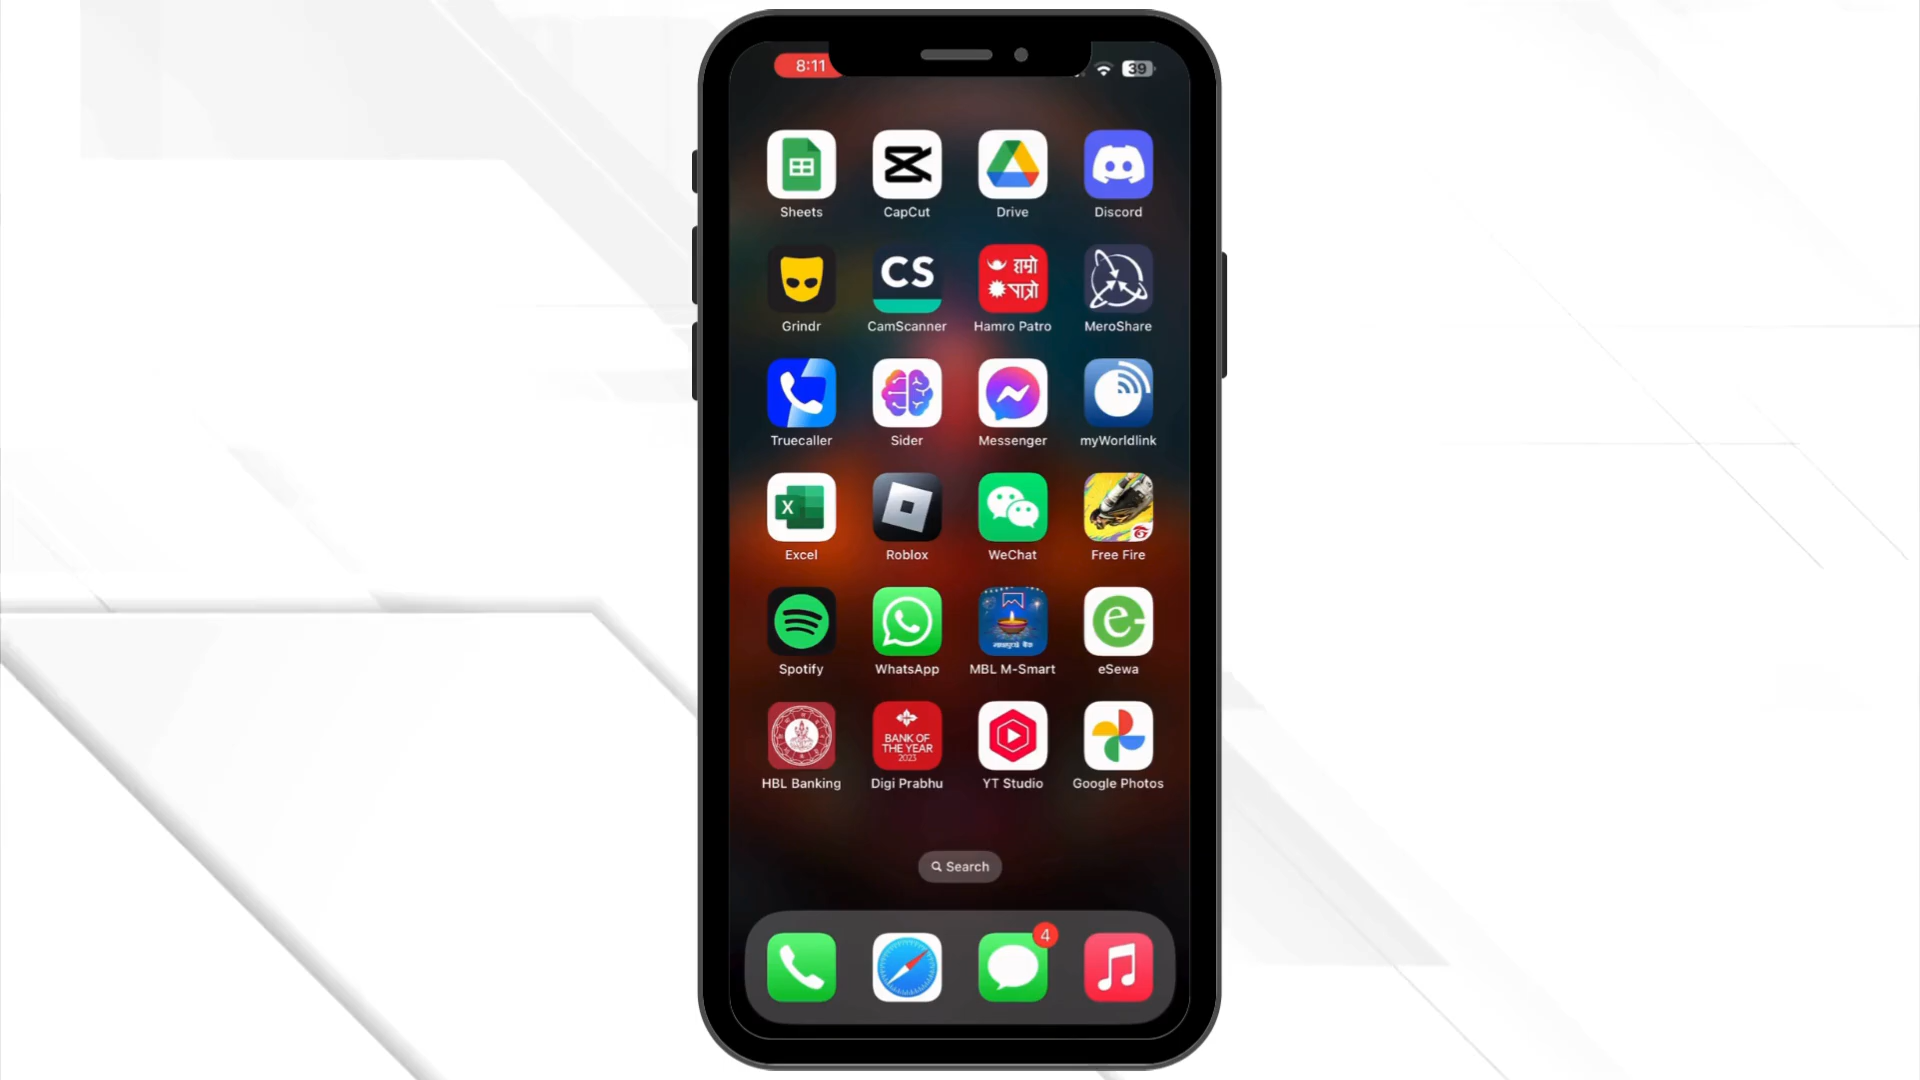 8:11
39
Sheets
CapCut
Drive
Discord
Grindr
CS
CamScanner
हाम्रो
पात्रो
Hamro Patro
MeroShare
Truecaller
Sider
Messenger
myWorldlink
X
Excel
Roblox
WeChat
Free Fire
Spotify
WhatsApp
MBL M-Smart
e
eSewa
HBL Banking
BANK OF
THE YEAR
2023
Digi Prabhu
YT Studio
Google Photos
Search
4